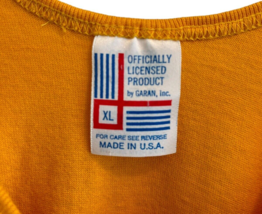 OFFICIALLY
LICENSED
PRODUCT
by GARAN, Inc.
XL
FOR CARE SEE REVERSE
MADE IN U.S.A.